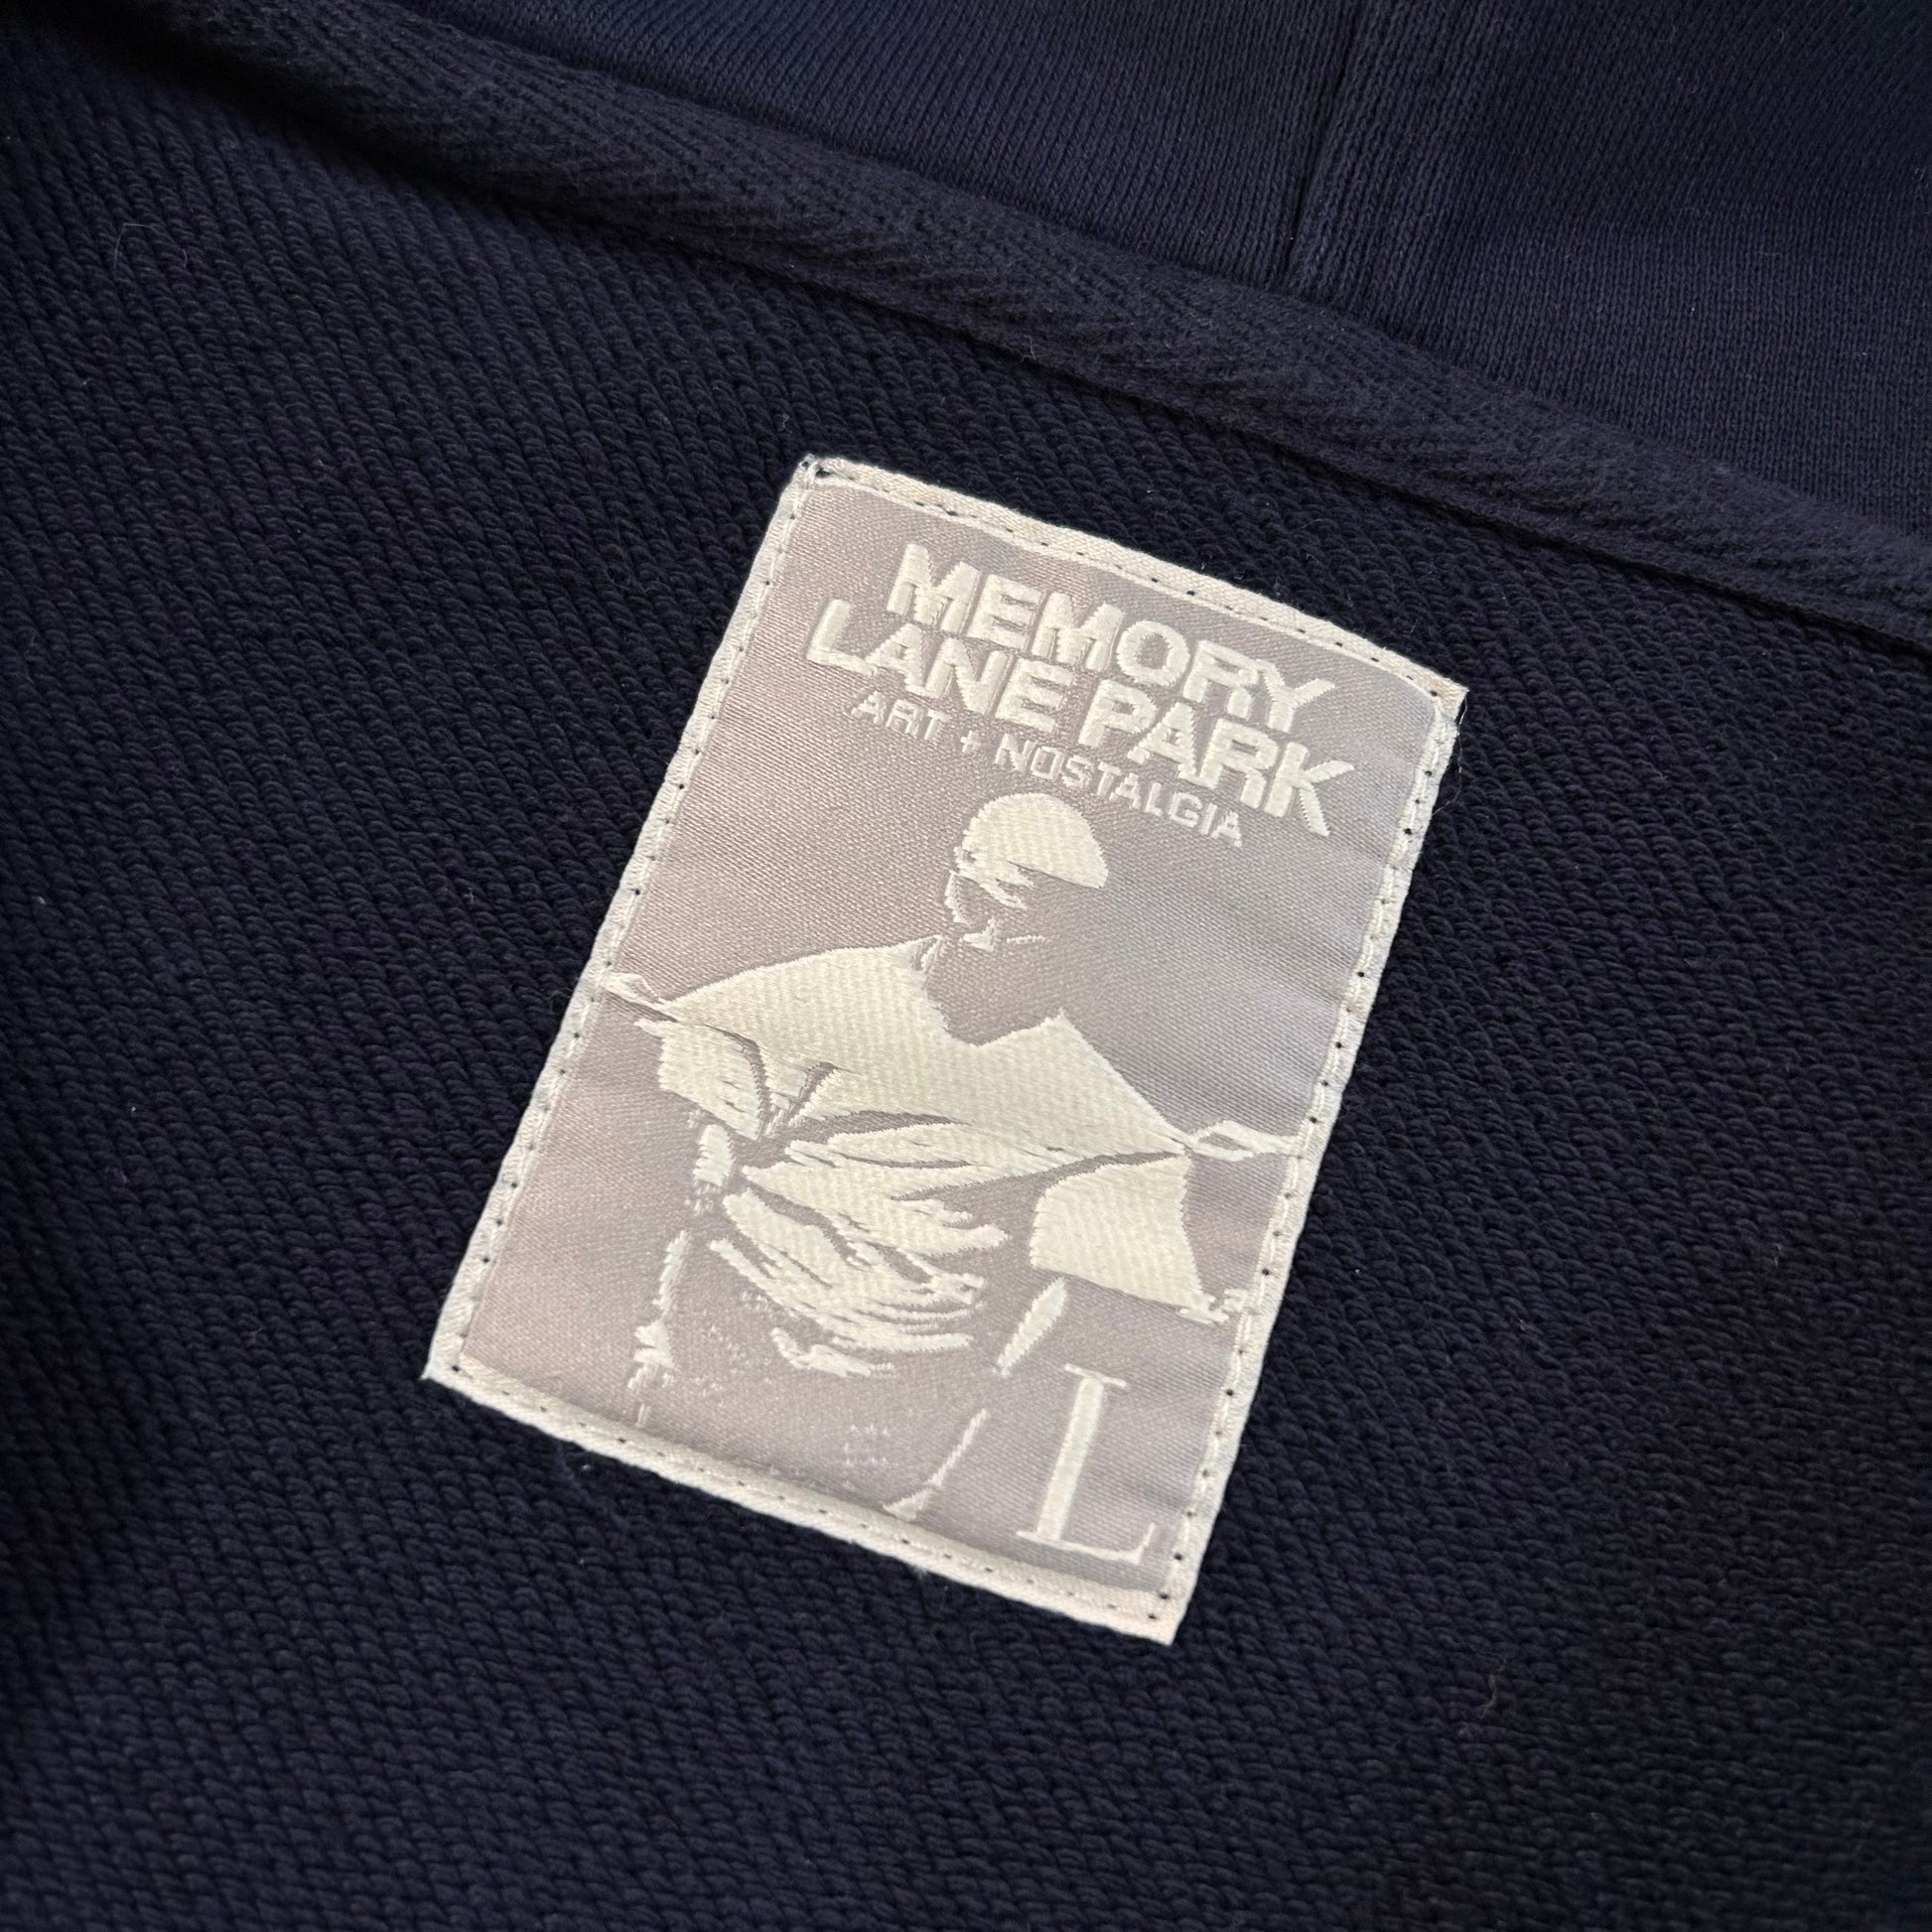 MEMORY
LANE PARK
ART + NOSTALGIA
L